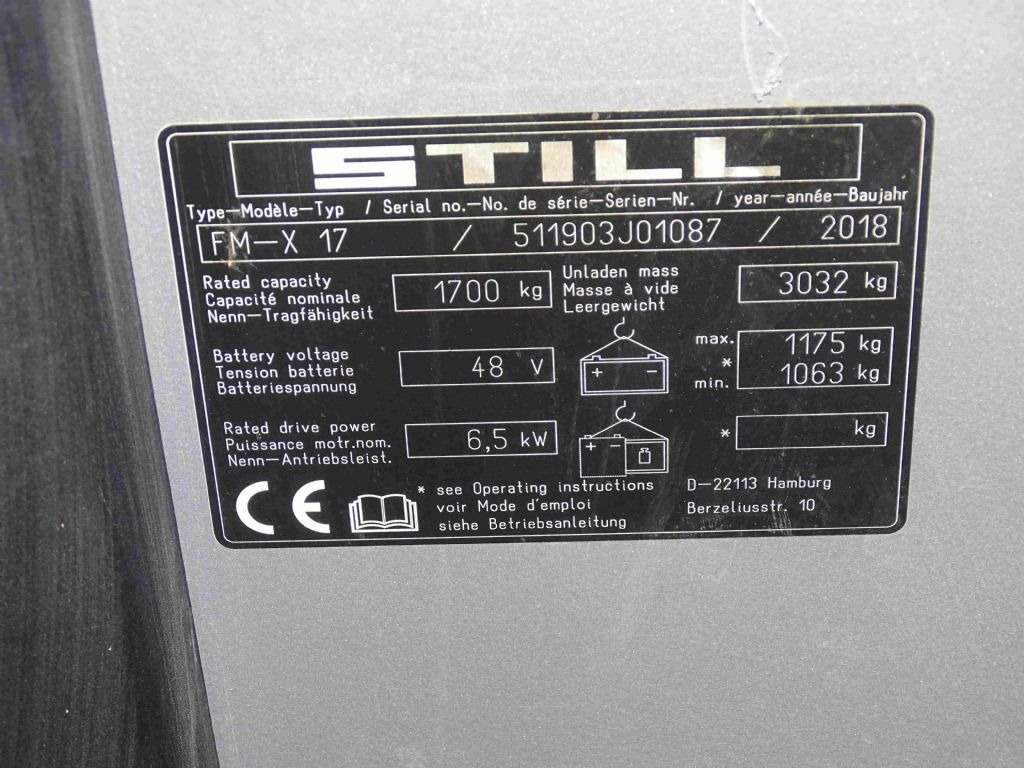 STILL
Type–Modèle–Typ / Serial no.–No. de série–Serien–Nr. / year–année–Baujahr
FM–X 17 / 511903J01087 / 2018
Rated capacity
Capacité nominale
Nenn–Tragfähigkeit
1700 kg
Unladen mass
Masse à vide
Leergewicht
3032 kg
Battery voltage
Tension batterie
Batteriespannung
48 V
+ –
max.
*
min.
1175 kg
1063 kg
Rated drive power
Puissance motr.nom.
Nenn–Antriebsleist.
6,5 kW
+ –
* kg
CE
* see Operating instructions
voir Mode d'emploi
siehe Betriebsanleitung
D–22113 Hamburg
Berzeliusstr. 10